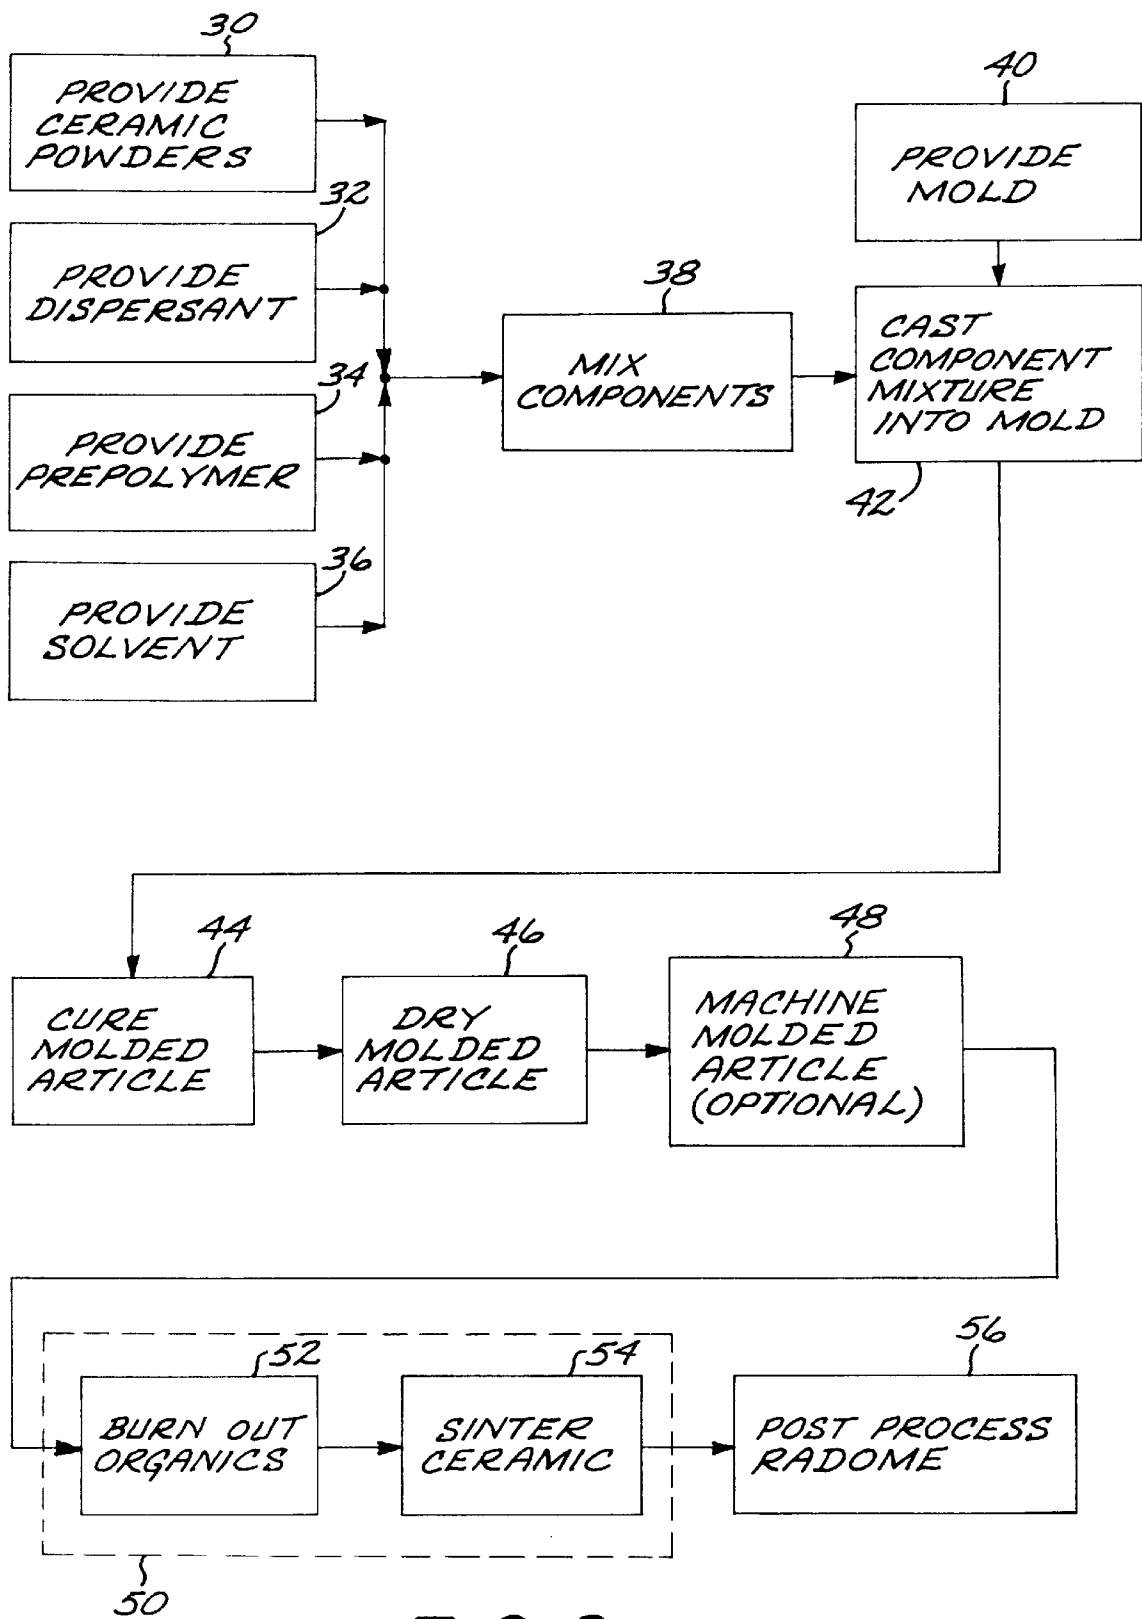 30
PROVIDE
CERAMIC
POWDERS
32
PROVIDE
DISPERSANT
34
PROVIDE
PREPOLYMER
36
PROVIDE
SOLVENT
38
MIX
COMPONENTS
40
PROVIDE
MOLD
CAST
COMPONENT
MIXTURE
INTO MOLD
42
44
CURE
MOLDED
ARTICLE
46
DRY
MOLDED
ARTICLE
48
MACHINE
MOLDED
ARTICLE
(OPTIONAL)
52
BURN OUT
ORGANICS
54
SINTER
CERAMIC
50
56
POST PROCESS
RADOME